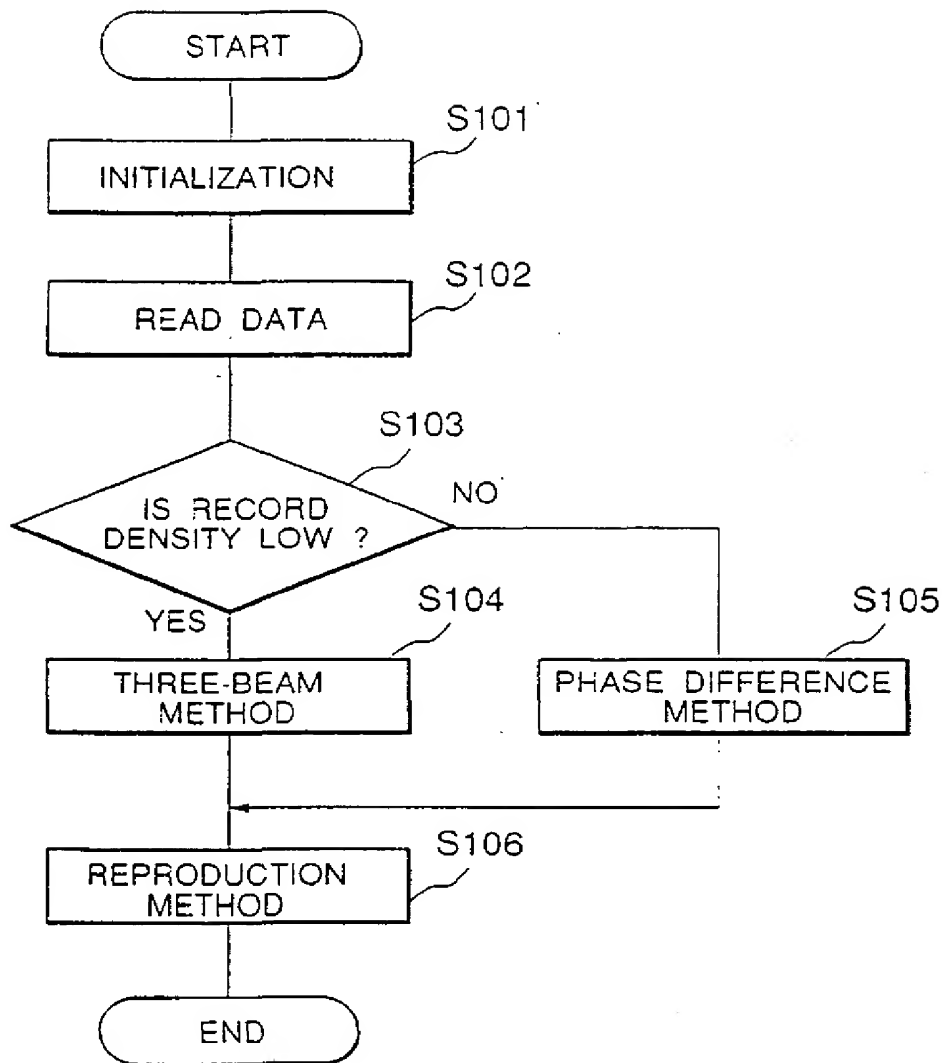 START
S101
INITIALIZATION
S102
READ DATA
S103
IS RECORD
DENSITY LOW ?
NO
YES
S104
THREE-BEAM
METHOD
S105
PHASE DIFFERENCE
METHOD
S106
REPRODUCTION
METHOD
END